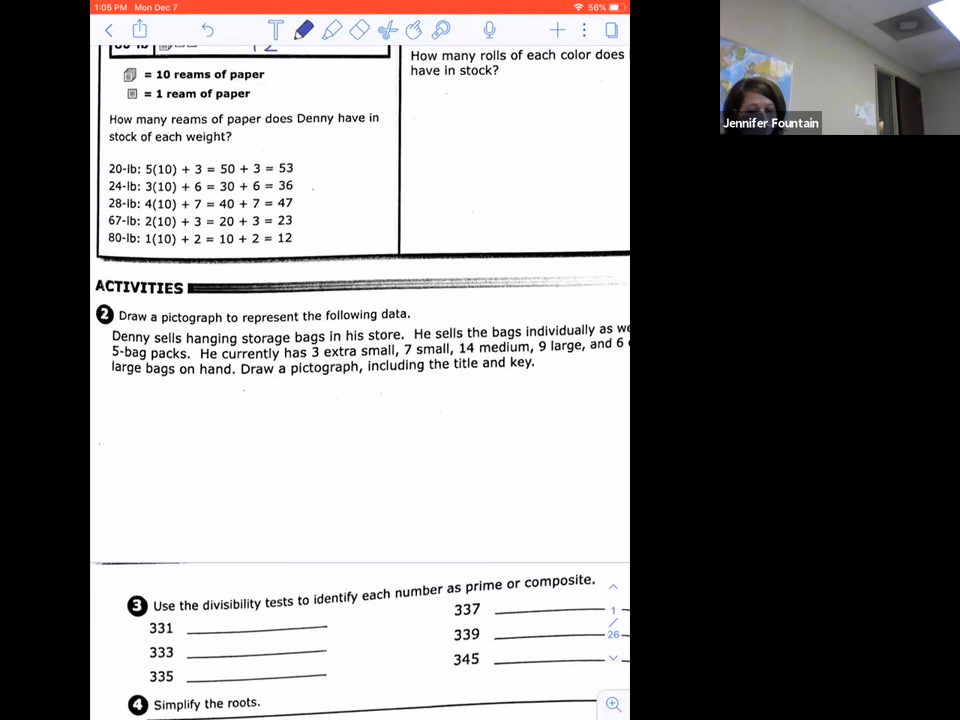 1:05 PM Mon Dec 7
56%
80-lb
12
= 10 reams of paper
= 1 ream of paper
How many reams of paper does Denny have in
stock of each weight?
20-lb: 5(10) + 3 = 50 + 3 = 53
24-lb: 3(10) + 6 = 30 + 6 = 36
28-lb: 4(10) + 7 = 40 + 7 = 47
67-lb: 2(10) + 3 = 20 + 3 = 23
80-lb: 1(10) + 2 = 10 + 2 = 12
How many rolls of each color does
have in stock?
Jennifer Fountain
ACTIVITIES
2 Draw a pictograph to represent the following data.
Denny sells hanging storage bags in his store. He sells the bags individually as we
5-bag packs. He currently has 3 extra small, 7 small, 14 medium, 9 large, and 6
large bags on hand. Draw a pictograph, including the title and key.
3 Use the divisibility tests to identify each number as prime or composite.
331
333
335
337
339
345
1
/
26
4 Simplify the roots.